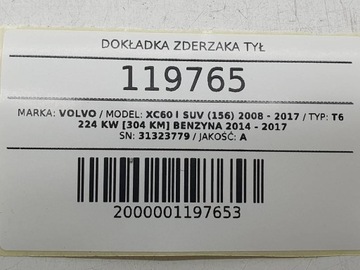 DOKŁADKA ZDERZAKA TYŁ
119765
MARKA: VOLVO / MODEL: XC60 I SUV (156) 2008 - 2017 / TYP: T6
224 KW [304 KM] BENZYNA 2014 - 2017
SN: 31323779 / JAKOŚĆ: A
2000001197653